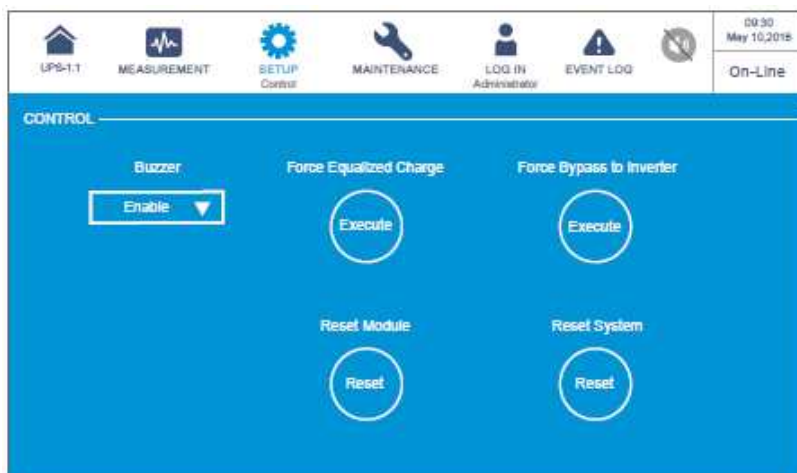 UPS-1.1
MEASUREMENT
SETUP
Control
MAINTENANCE
LOG IN
Administrator
EVENT LOG
09:30
May 10,2018
On-Line
CONTROL
Buzzer
Force Equalized Charge
Force Bypass to Inverter
Enable
Execute
Execute
Reset Module
Reset System
Reset
Reset